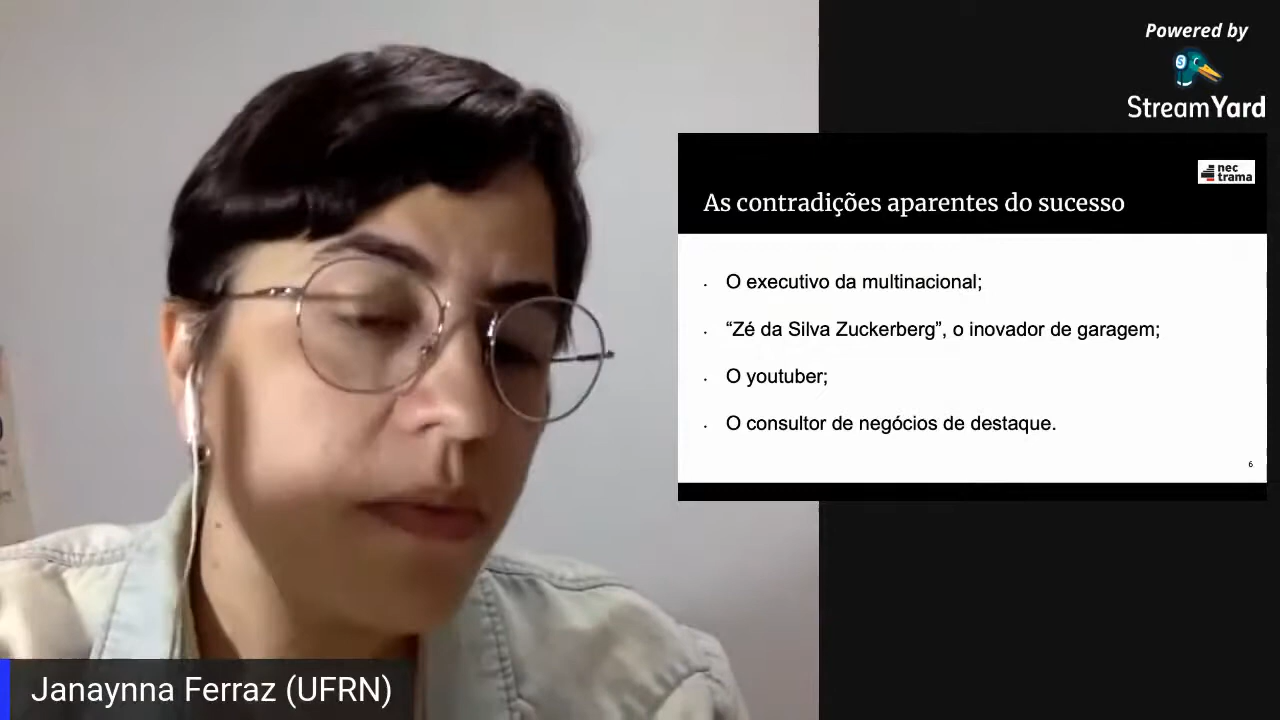 Powered by
StreamYard
nec
trama
As contradições aparentes do sucesso
O executivo da multinacional;
“Zé da Silva Zuckerberg”, o inovador de garagem;
O youtuber;
O consultor de negócios de destaque.
6
Janaynna Ferraz (UFRN)